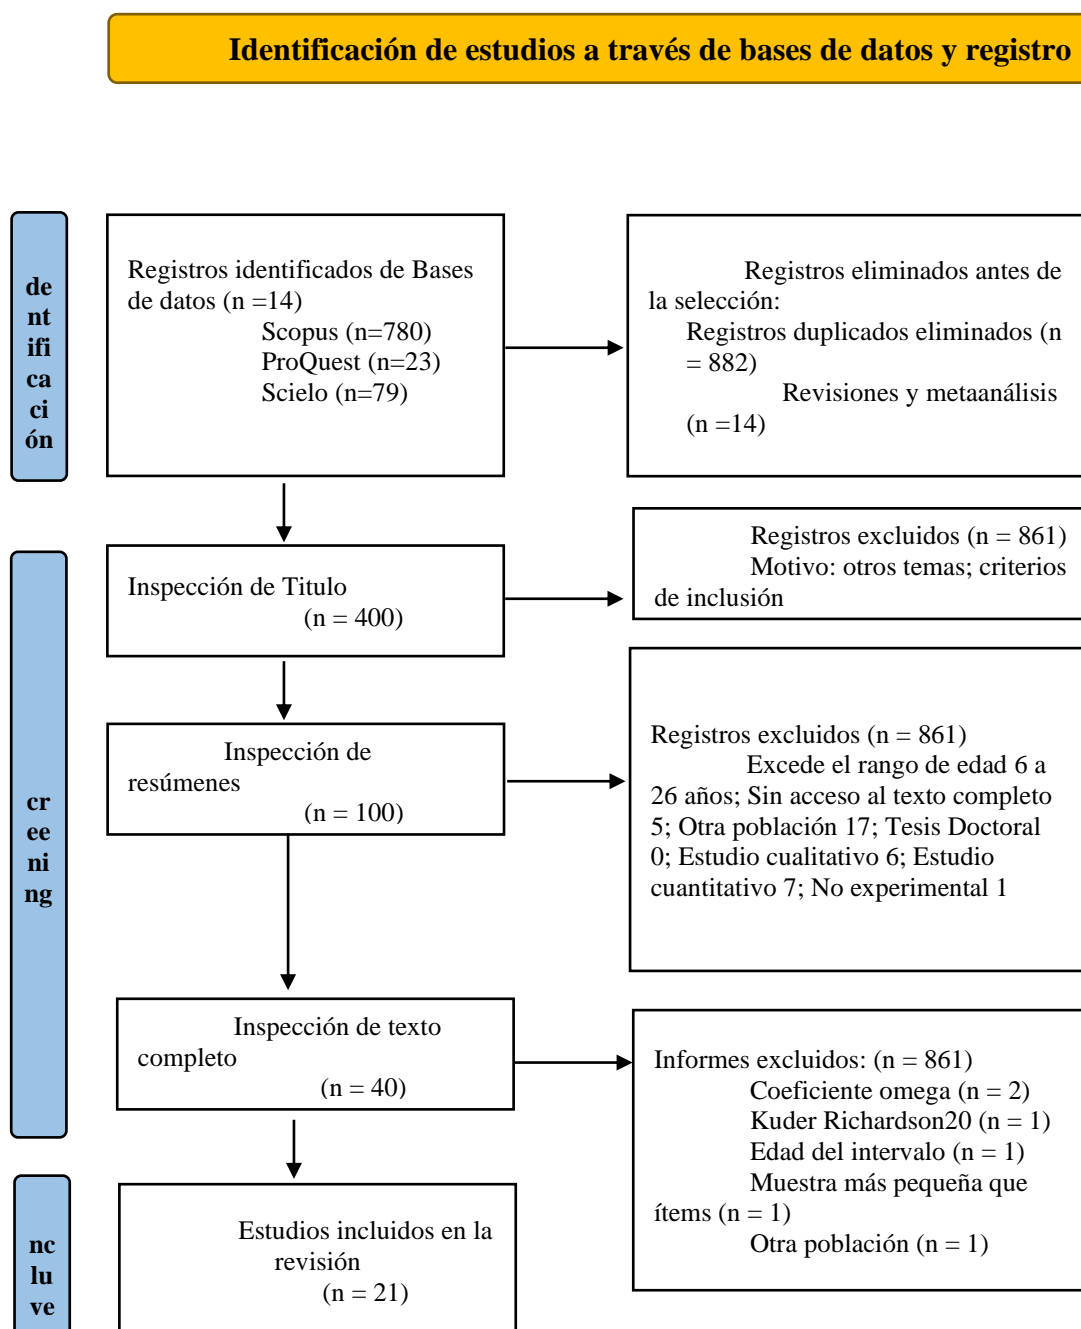 Identificación de estudios a través de bases de datos y registro
de
nt
ifi
ca
ci
ón
Registros identificados de Bases
de datos (n =14)
Scopus (n=780)
ProQuest (n=23)
Scielo (n=79)
Registros eliminados antes de
la selección:
Registros duplicados eliminados (n
= 882)
Revisiones y metaanálisis
(n =14)
cr
ee
ni
ng
Inspección de Titulo
(n = 400)
Registros excluidos (n = 861)
Motivo: otros temas; criterios
de inclusión
Inspección de
resúmenes
(n = 100)
Registros excluidos (n = 861)
Excede el rango de edad 6 a
26 años; Sin acceso al texto completo
5; Otra población 17; Tesis Doctoral
0; Estudio cualitativo 6; Estudio
cuantitativo 7; No experimental 1
Inspección de texto
completo
(n = 40)
Informes excluidos: (n = 861)
Coeficiente omega (n = 2)
Kuder Richardson20 (n = 1)
Edad del intervalo (n = 1)
Muestra más pequeña que
ítems (n = 1)
Otra población (n = 1)
nc
lu
ve
Estudios incluidos en la
revisión
(n = 21)